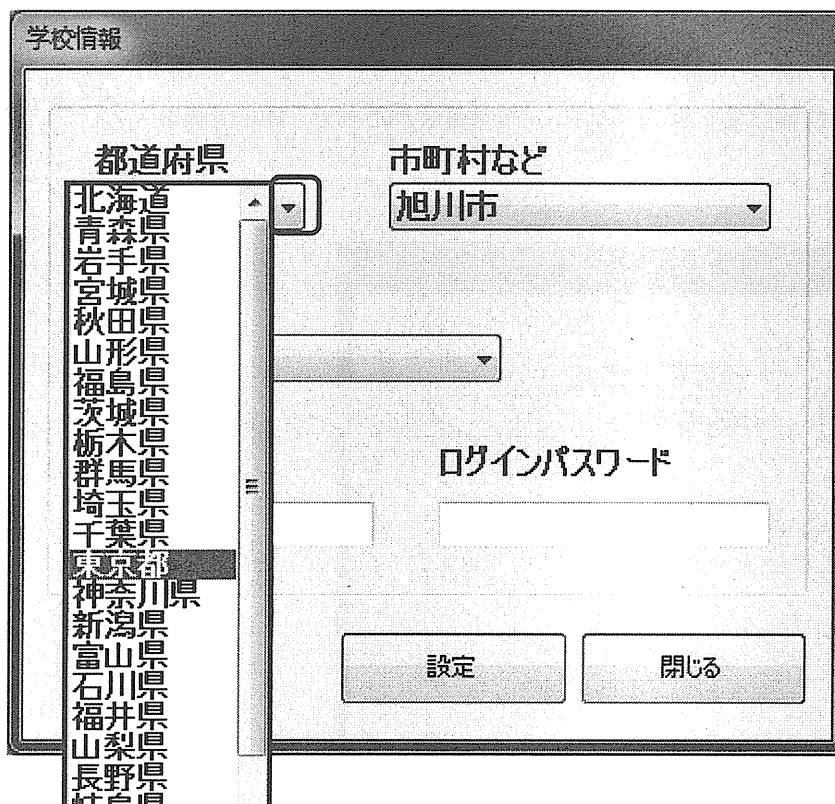 学校情報
都道府県
市町村など
旭川市
北海道
青森県
岩手県
宮城県
秋田県
山形県
福島県
茨城県
栃木県
群馬県
埼玉県
千葉県
東京都
神奈川県
新潟県
富山県
石川県
福井県
山梨県
長野県
岐阜県
ログインパスワード
設定
閉じる